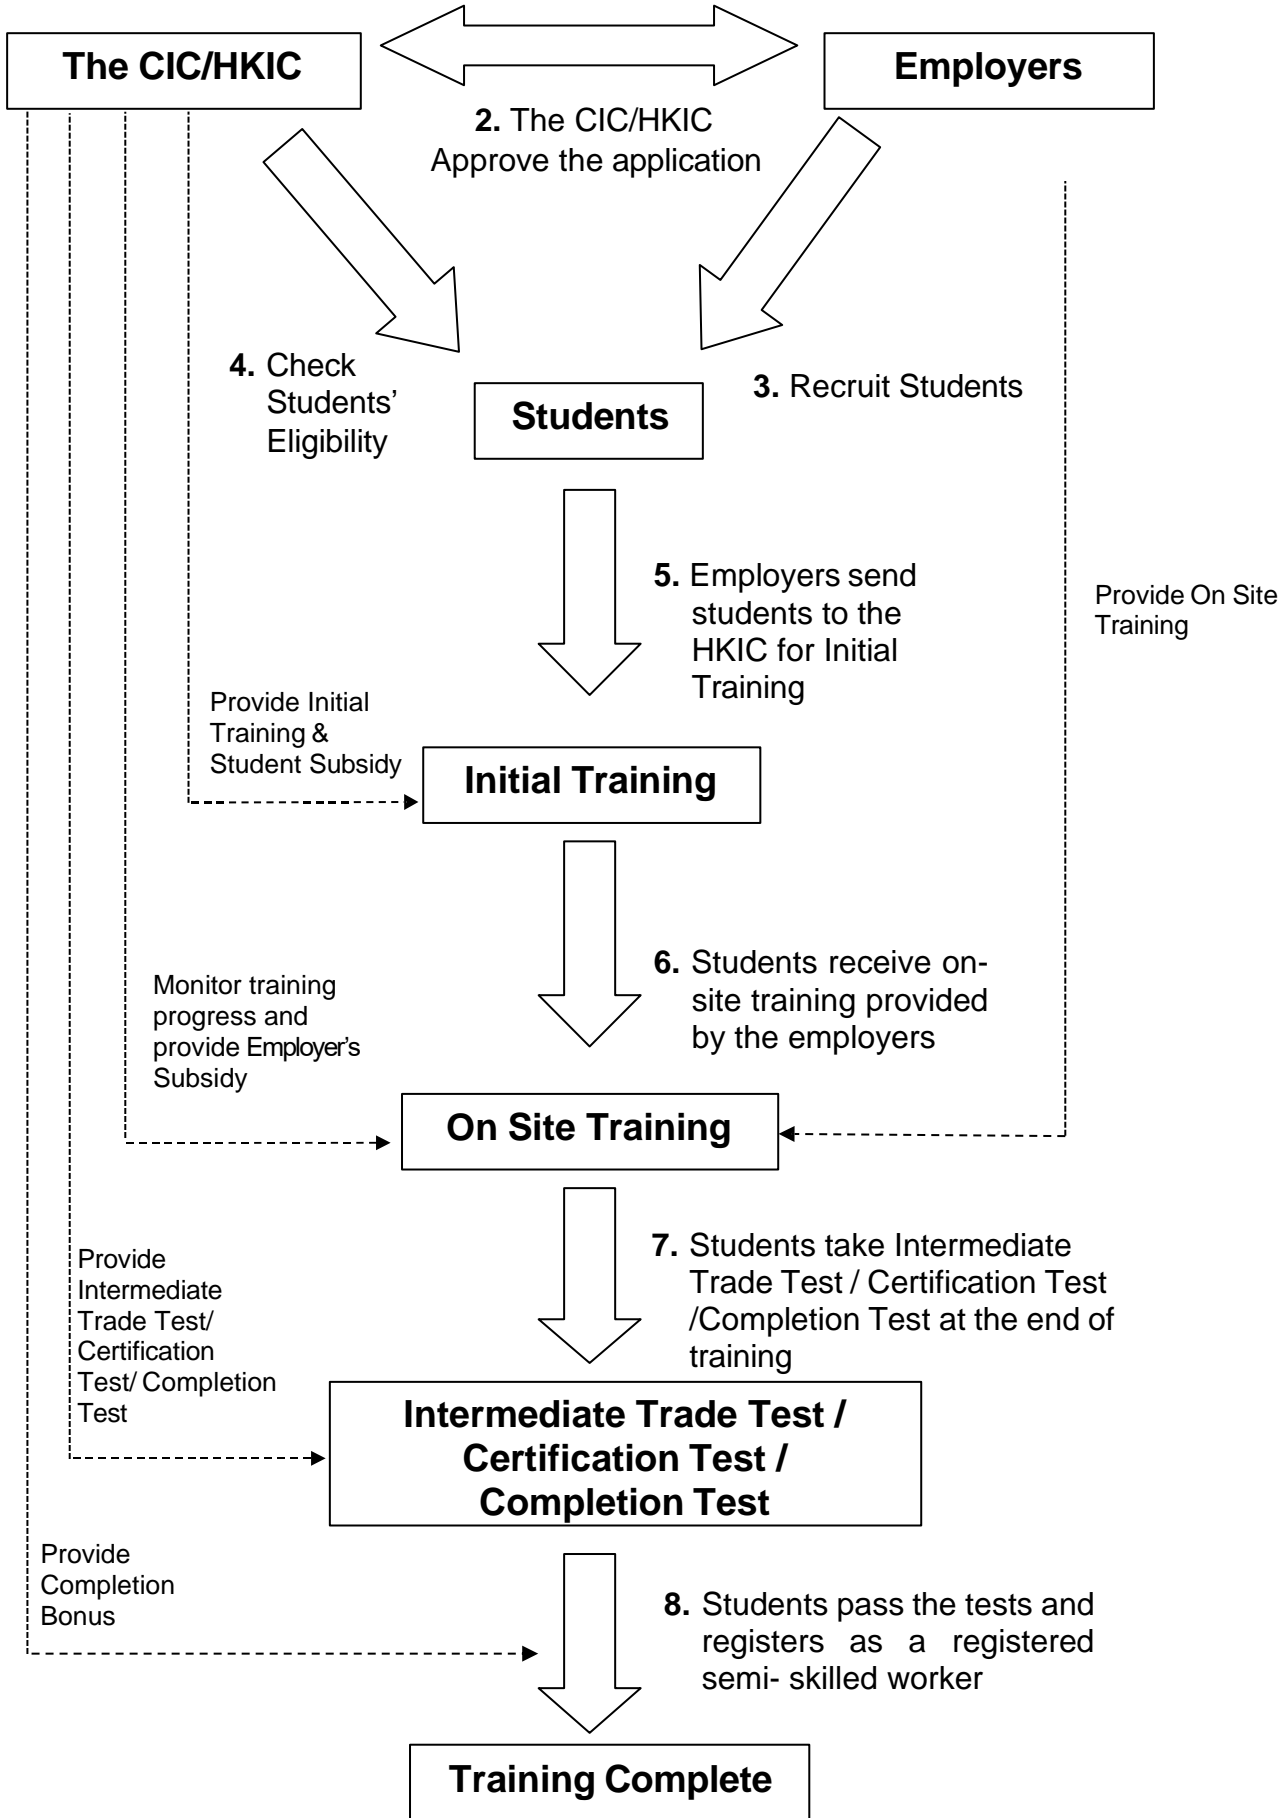 The CIC/HKIC
Employers
2. The CIC/HKIC
Approve the application
4. Check
Students’
Eligibility
3. Recruit Students
Students
5. Employers send
students to the
HKIC for Initial
Training
Provide On Site
Training
Provide Initial
Training &
Student Subsidy
Initial Training
6. Students receive on-
site training provided
by the employers
Monitor training
progress and
provide Employer’s
Subsidy
On Site Training
7. Students take Intermediate
Trade Test / Certification Test
/Completion Test at the end of
training
Provide
Intermediate
Trade Test/
Certification
Test/ Completion
Test
Intermediate Trade Test /
Certification Test /
Completion Test
Provide
Completion
Bonus
8. Students pass the tests and
registers as a registered
semi- skilled worker
Training Complete